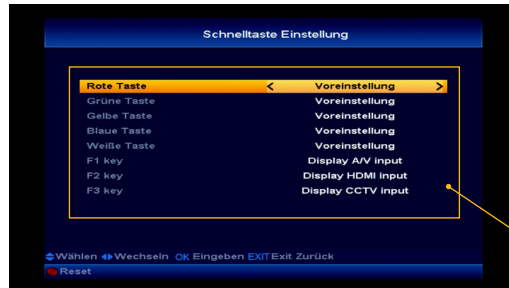 Schnelltaste Einstellung
Rote Taste < Voreinstellung >
Grüne Taste Voreinstellung
Gelbe Taste Voreinstellung
Blaue Taste Voreinstellung
Weiße Taste Voreinstellung
F1 key Display A/V input
F2 key Display HDMI input
F3 key Display CCTV input
Wählen Wechseln OK Eingeben EXIT Exit Zurück
Reset